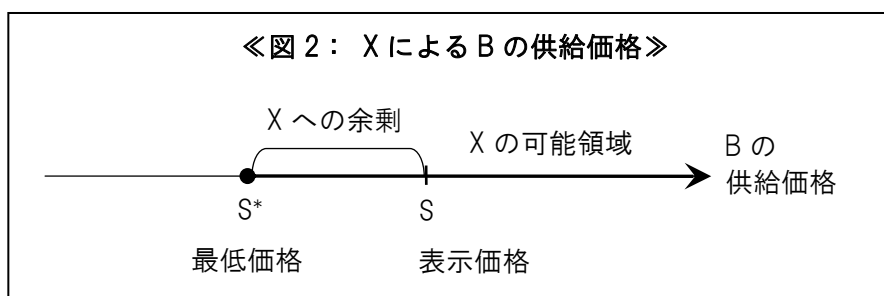 ≪図 2： X による B の供給価格≫
X への余剰
X の可能領域
B の
供給価格
S*
S
最低価格
表示価格